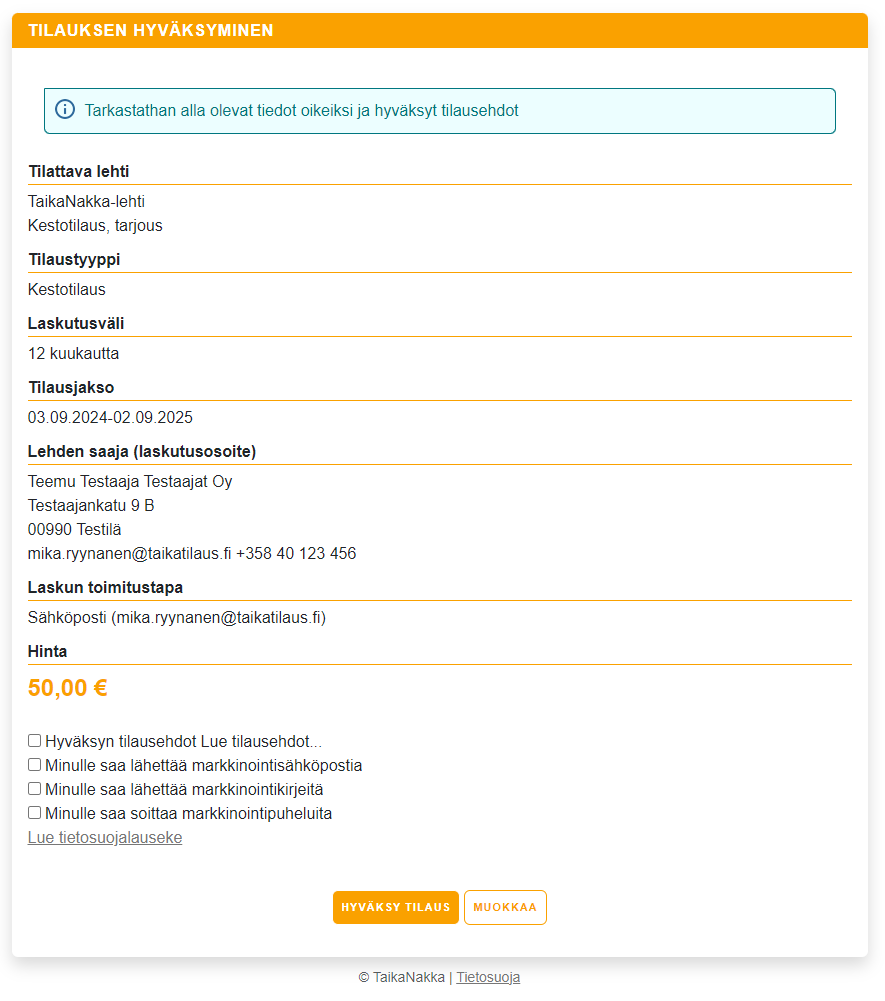 TILAUKSEN HYVÄKSYMINEN
Tarkastathan alla olevat tiedot oikeiksi ja hyväksyt tilausehdot
Tilattava lehti
TaikaNakka-lehti
Kestotilaus, tarjous
Tilaustyyppi
Kestotilaus
Laskutusväli
12 kuukautta
Tilausjakso
03.09.2024-02.09.2025
Lehden saaja (laskutusosoite)
Teemu Testaaja Testaajat Oy
Testaajankatu 9 B
00990 Testilä
mika.ryynanen@taikatilaus.fi +358 40 123 456
Laskun toimitustapa
Sähköposti (mika.ryynanen@taikatilaus.fi)
Hinta
50,00 €
Hyväksyn tilausehdot Lue tilausehdot...
Minulle saa lähettää markkinointisähköpostia
Minulle saa lähettää markkinointikirjeitä
Minulle saa soittaa markkinointipuheluita
Lue tietosuojalauseke
HYVÄKSY TILAUS MUOKKAA
© TaikaNakka | Tietosuoja